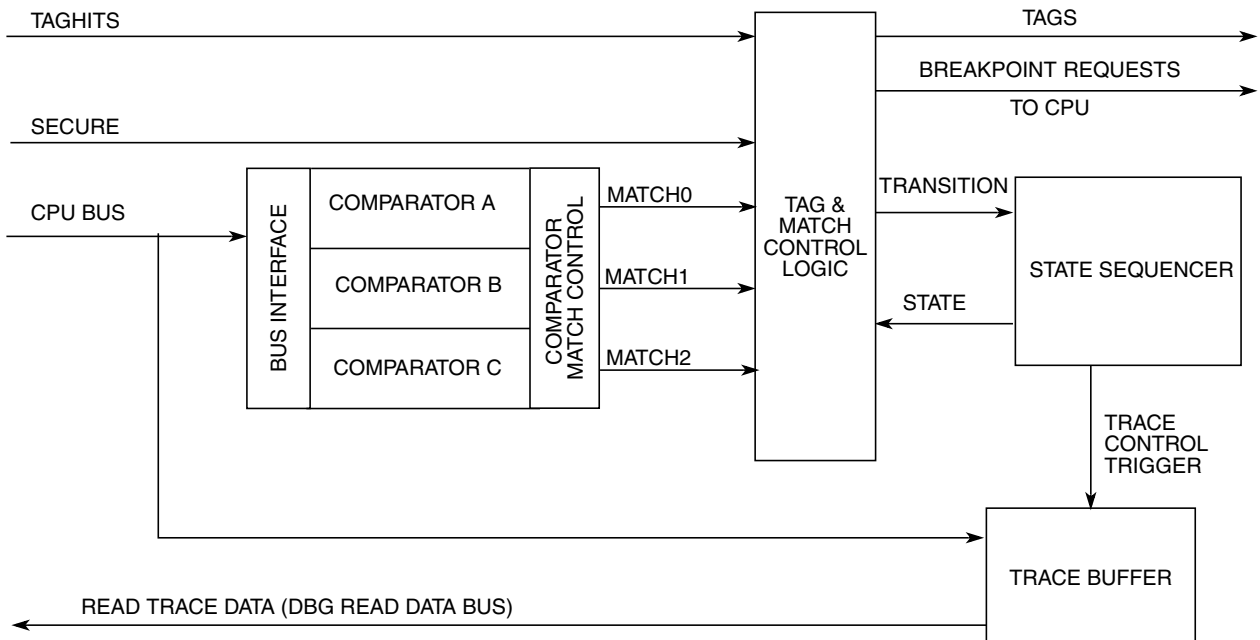 TAGHITS
TAGS
BREAKPOINT REQUESTS
TO CPU
SECURE
CPU BUS
BUS INTERFACE
COMPARATOR A
COMPARATOR B
COMPARATOR C
COMPARATOR
MATCH CONTROL
MATCH0
MATCH1
MATCH2
TAG &
MATCH
CONTROL
LOGIC
TRANSITION
STATE
STATE SEQUENCER
TRACE
CONTROL
TRIGGER
TRACE BUFFER
READ TRACE DATA (DBG READ DATA BUS)